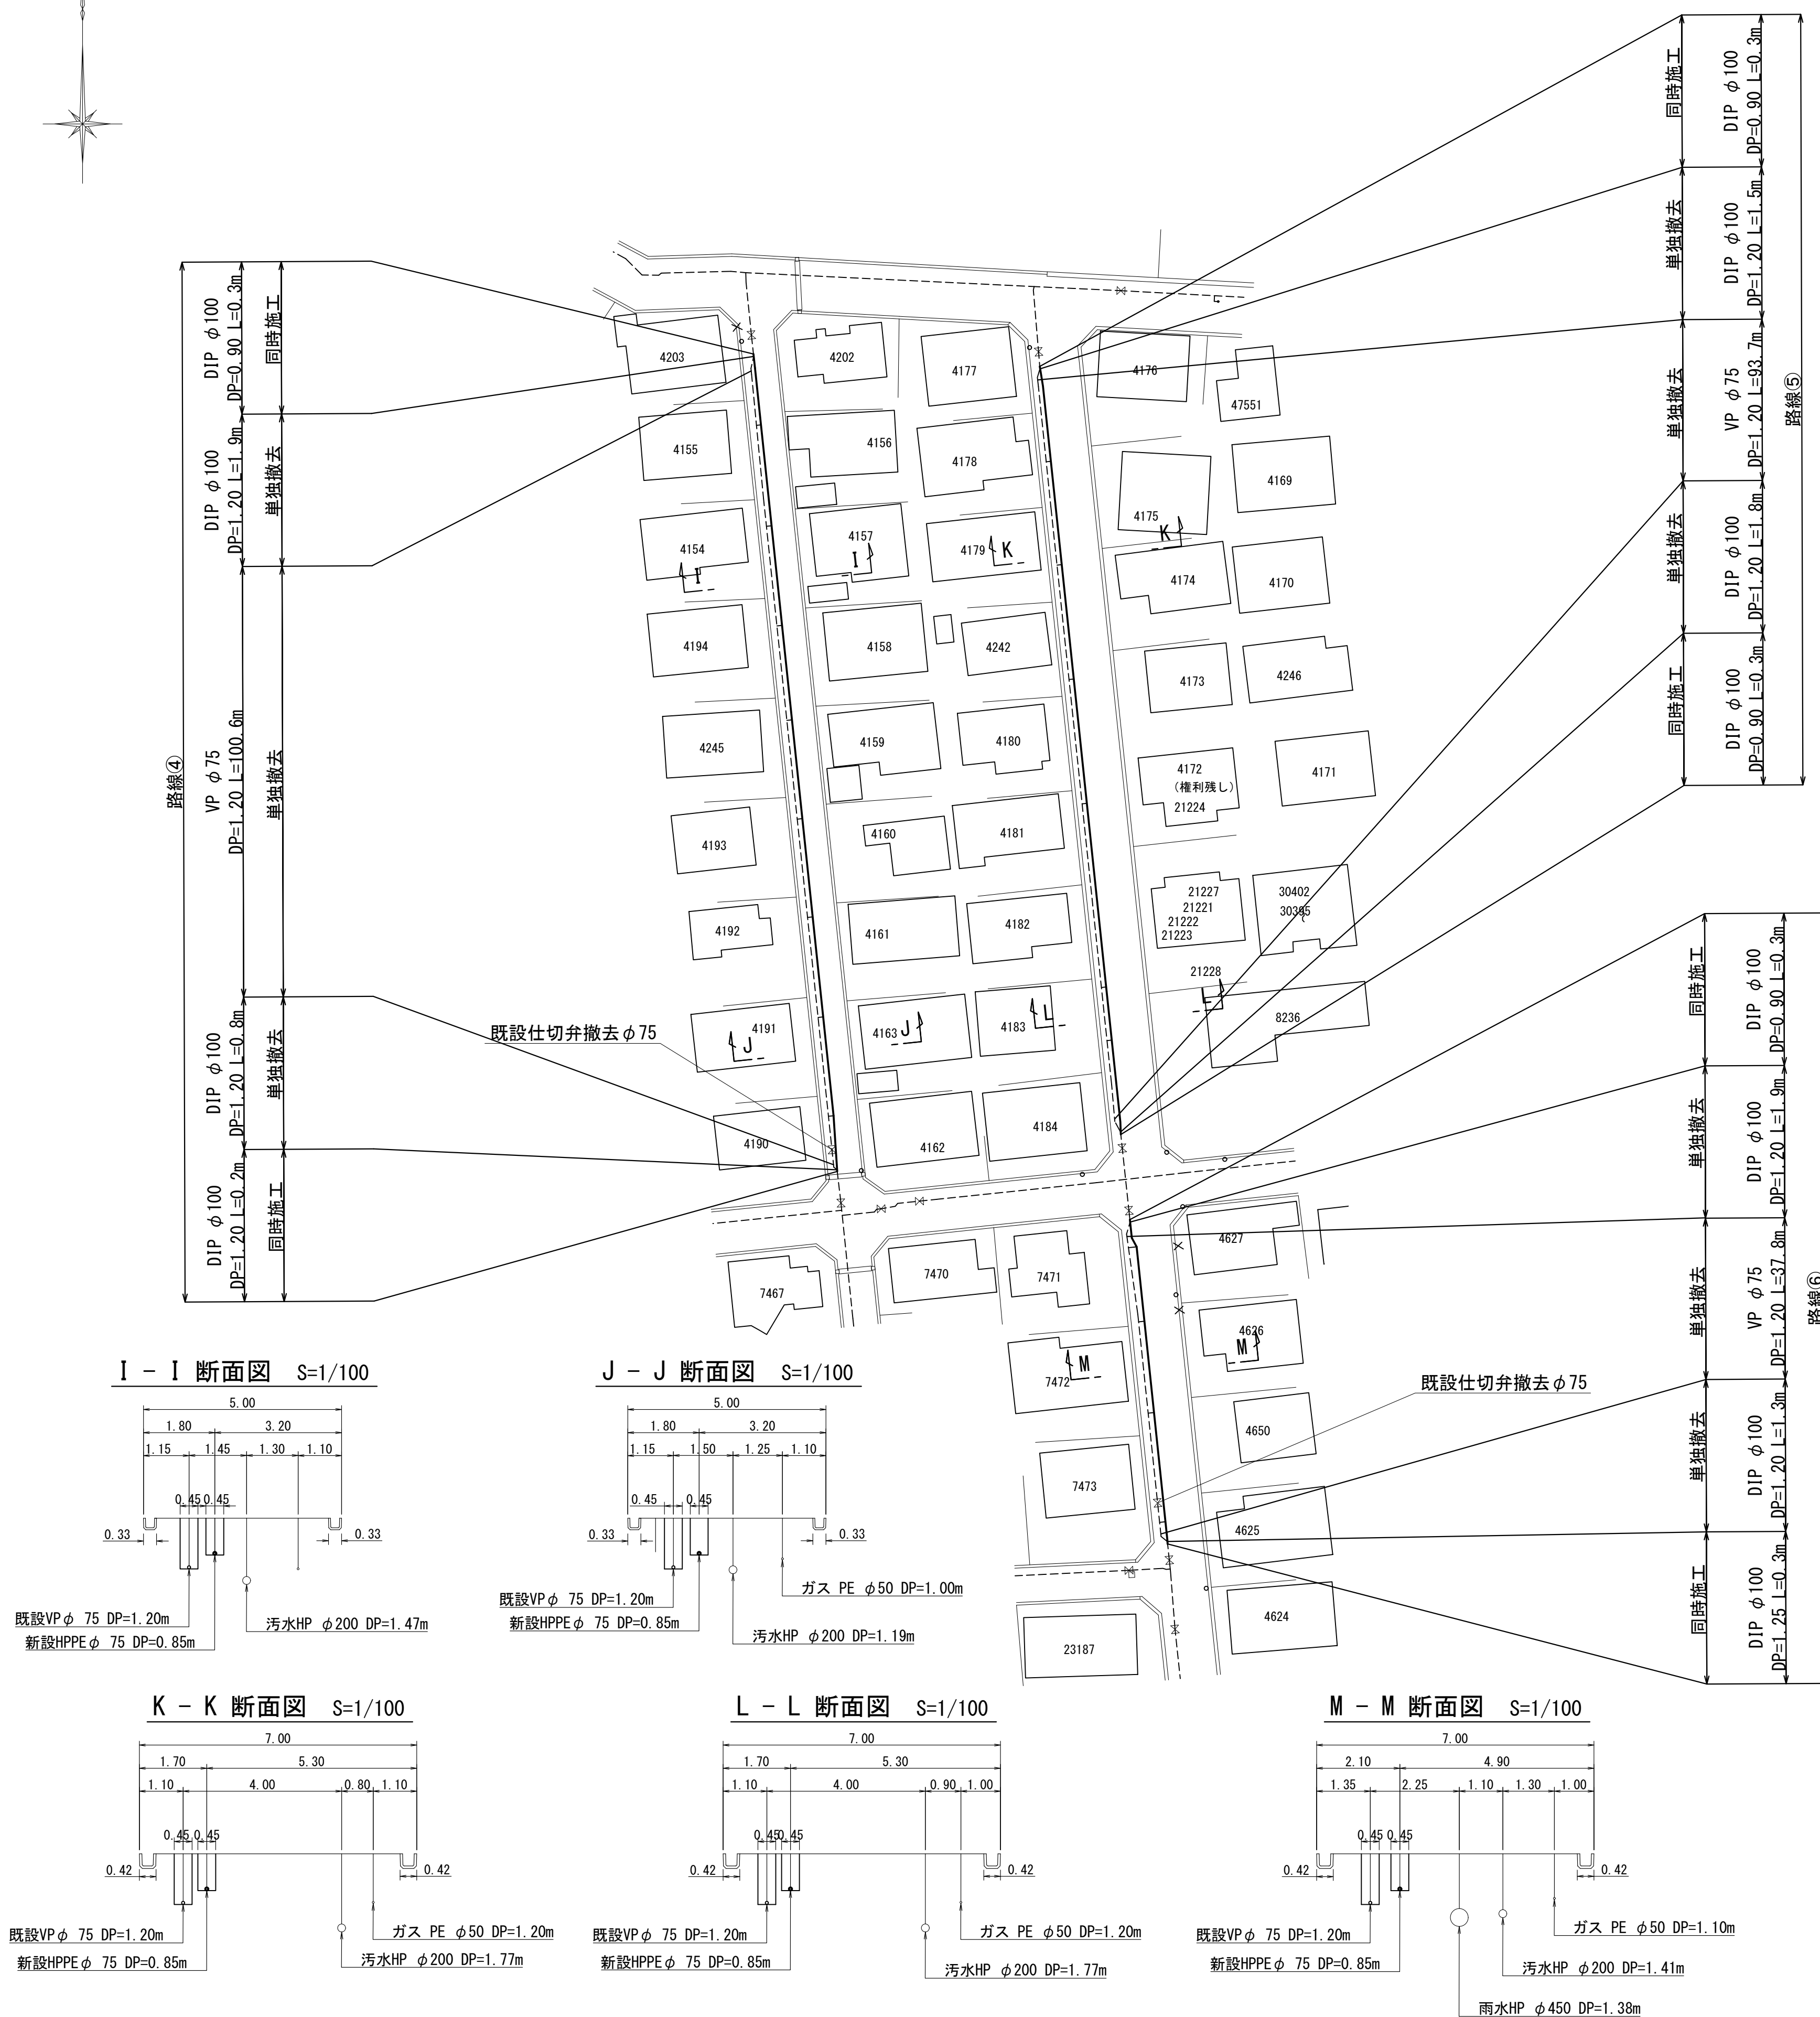 路線④
DIP φ100
DP=0.90 L=0.3m
同時施工
DIP φ100
DP=1.20 L=1.9m
単独撤去
VP φ75
DP=1.20 L=100.6m
単独撤去
DIP φ100
DP=1.20 L=0.8m
単独撤去
DIP φ100
DP=1.20 L=0.2m
同時施工
同時施工
DIP φ100
DP=0.90 L=0.3m
単独撤去
DIP φ100
DP=1.20 L=1.5m
単独撤去
VP φ75
DP=1.20 L=93.7m
路線⑤
単独撤去
DIP φ100
DP=1.20 L=1.8m
同時施工
DIP φ100
DP=0.90 L=0.3m
同時施工
DIP φ100
DP=0.90 L=0.3m
単独撤去
DIP φ100
DP=1.20 L=1.9m
単独撤去
VP φ75
DP=1.20 L=37.8m
路線⑥
単独撤去
DIP φ100
DP=1.20 L=1.3m
同時施工
DIP φ100
DP=1.25 L=0.3m
4203
4202
4177
4176
47551
4155
4156
4178
4169
4175
K
4154
I
4157
I
4179
K
4174
4170
4194
4158
4242
4173
4246
4245
4159
4180
4172
(権利残し)
21224
4171
4193
4160
4181
4192
4161
4182
21227
21221
21222
21223
30402
30395
21228
L
8236
既設仕切弁撤去φ75
4191
J
4163
J
4183
L
4190
4162
4184
7467
7470
7471
4627
4626
M
7472
M
既設仕切弁撤去φ75
4650
7473
4625
4624
23187
I - I 断面図 S=1/100
5.00
1.80 3.20
1.15 1.45 1.30 1.10
0.45 0.45
0.33 0.33
既設VPφ 75 DP=1.20m
新設HPPEφ 75 DP=0.85m
汚水HP φ200 DP=1.47m
J - J 断面図 S=1/100
5.00
1.80 3.20
1.15 1.50 1.25 1.10
0.45 0.45
0.33 0.33
ガス PE φ50 DP=1.00m
既設VPφ 75 DP=1.20m
新設HPPEφ 75 DP=0.85m
汚水HP φ200 DP=1.19m
K - K 断面図 S=1/100
7.00
1.70 5.30
1.10 4.00 0.80 1.10
0.45 0.45
0.42 0.42
既設VPφ 75 DP=1.20m
ガス PE φ50 DP=1.20m
新設HPPEφ 75 DP=0.85m
汚水HP φ200 DP=1.77m
L - L 断面図 S=1/100
7.00
1.70 5.30
1.10 4.00 0.90 1.00
0.45 0.45
0.42 0.42
既設VPφ 75 DP=1.20m
ガス PE φ50 DP=1.20m
新設HPPEφ 75 DP=0.85m
汚水HP φ200 DP=1.77m
M - M 断面図 S=1/100
7.00
2.10 4.90
1.35 2.25 1.10 1.30 1.00
0.45 0.45
0.42 0.42
既設VPφ 75 DP=1.20m
ガス PE φ50 DP=1.10m
新設HPPEφ 75 DP=0.85m
汚水HP φ200 DP=1.41m
雨水HP φ450 DP=1.38m